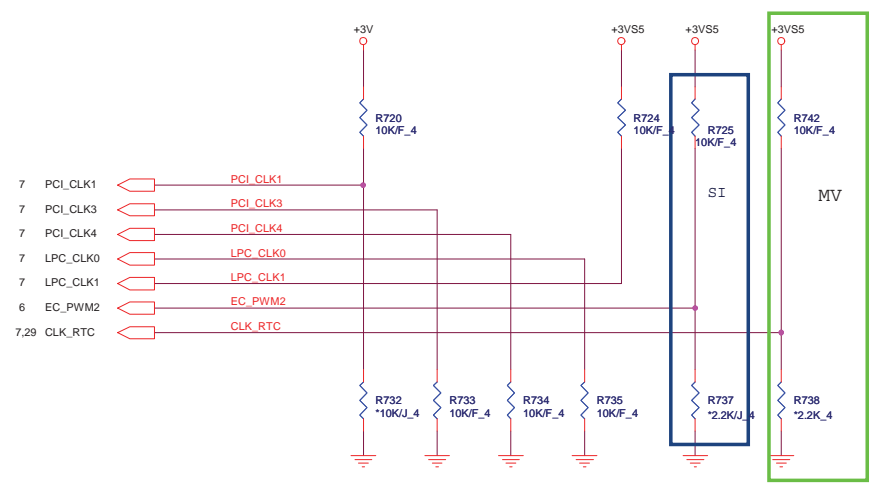 +3V
+3VS5
+3VS5
+3VS5
R720
10K/F_4
R724
10K/F_4
R725
10K/F_4
R742
10K/F_4
7 PCI_CLK1
PCI_CLK1
7 PCI_CLK3
PCI_CLK3
7 PCI_CLK4
PCI_CLK4
7 LPC_CLK0
LPC_CLK0
7 LPC_CLK1
LPC_CLK1
6 EC_PWM2
EC_PWM2
7,29 CLK_RTC
CLK_RTC
SI
MV
R732
*10K/J_4
R733
10K/F_4
R734
10K/F_4
R735
10K/F_4
R737
*2.2K/J_4
R738
*2.2K_4